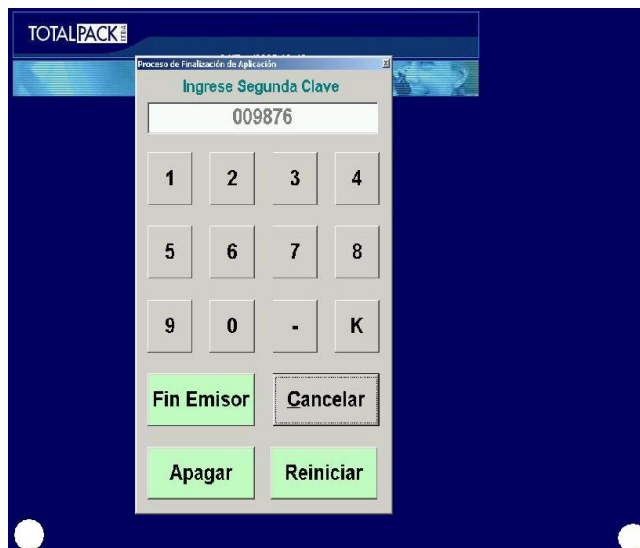 TOTALPACK LTDA
Proceso de Finalización de Aplicación
Ingrese Segunda Clave
009876
1 2 3 4
5 6 7 8
9 0 - K
Fin Emisor Cancelar
Apagar Reiniciar